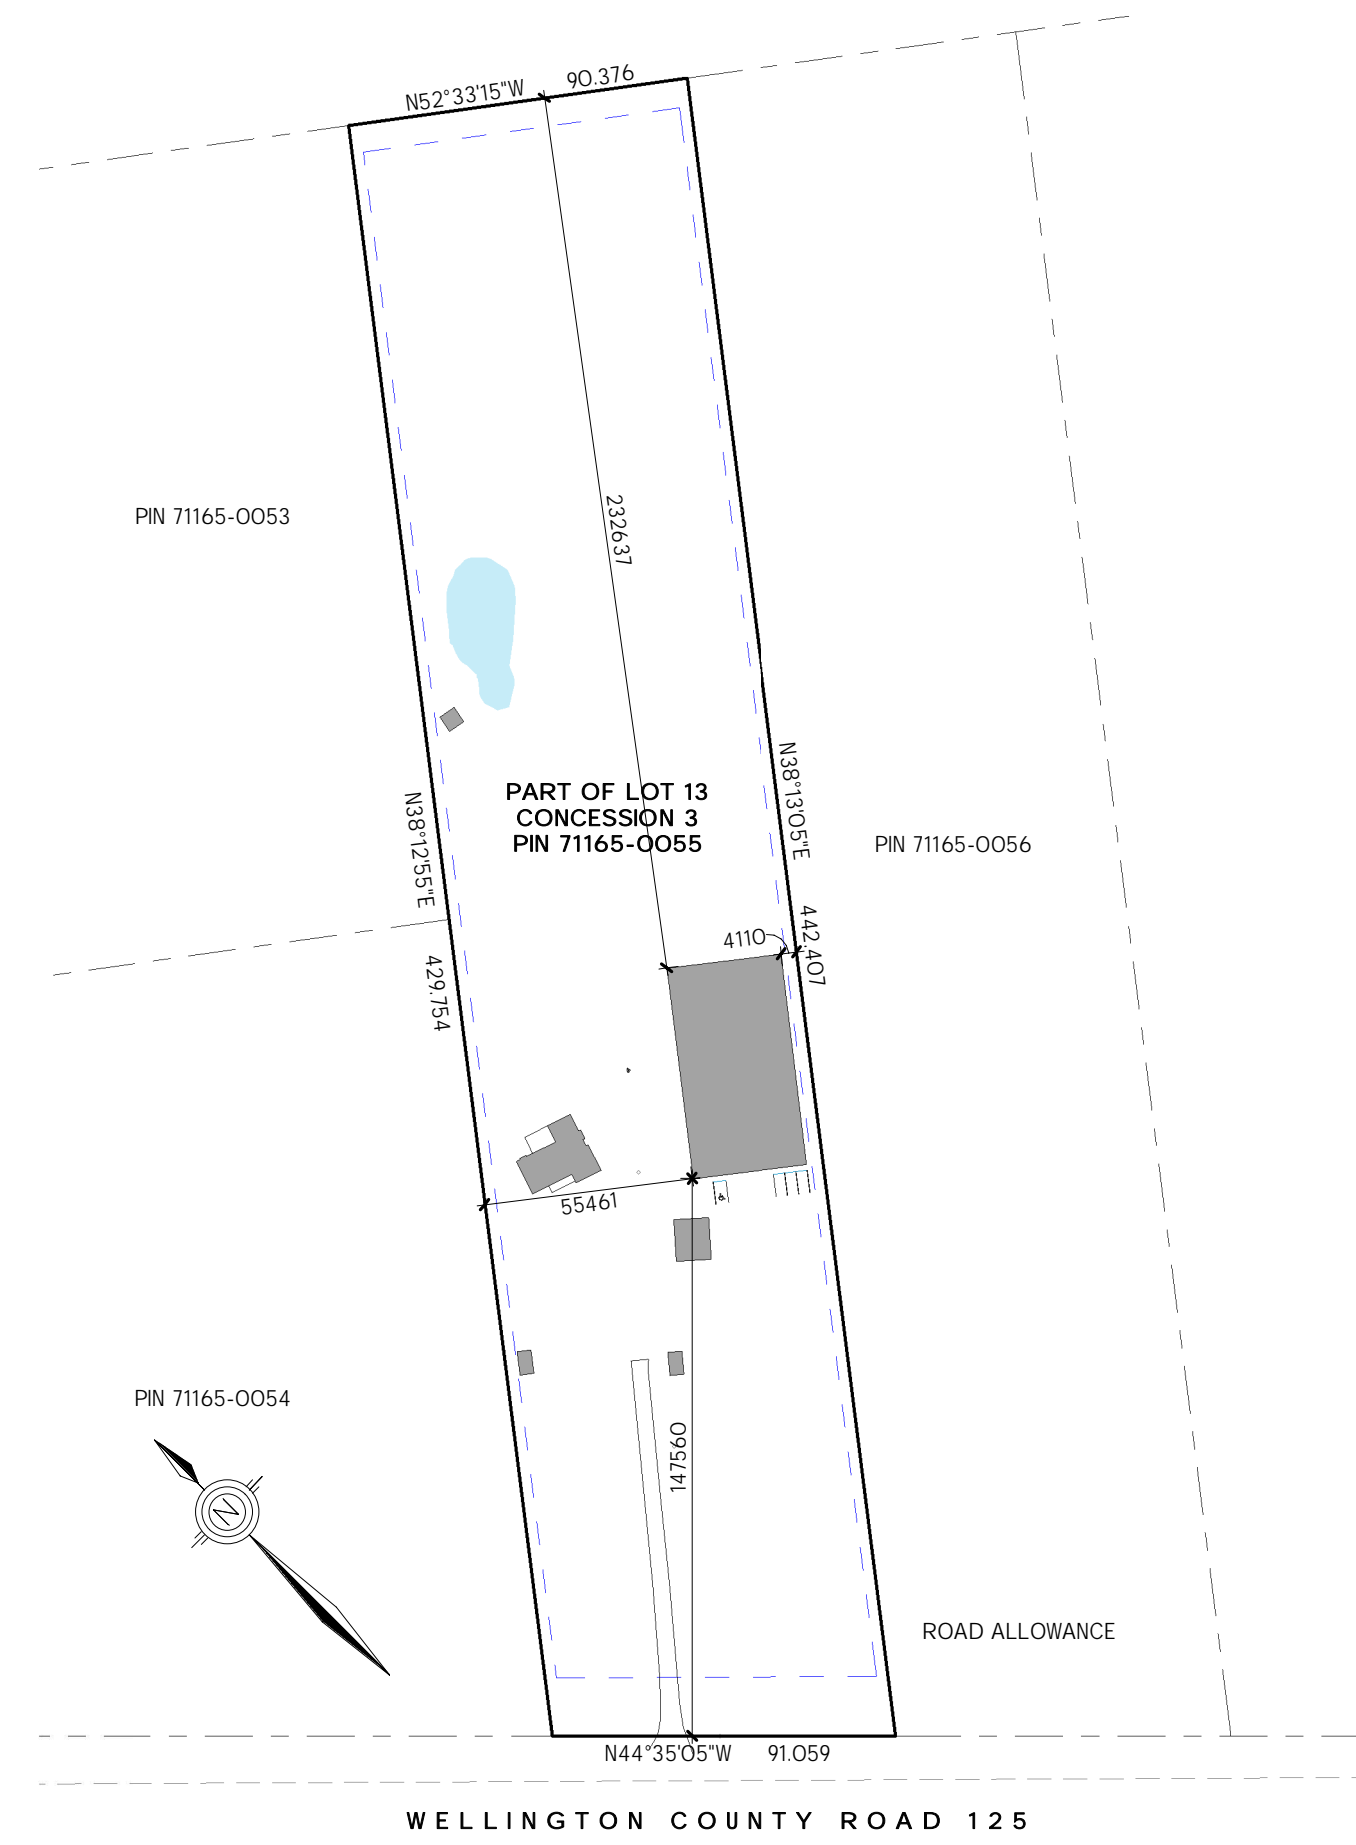 N52°33'15"W 90.376
232637
PIN 71165-0053
PART OF LOT 13
CONCESSION 3
PIN 71165-0055
N38°12'55"E
429.754
N38°13'05"E
442.407
PIN 71165-0056
4110
55461
PIN 71165-0054
N
147560
ROAD ALLOWANCE
N44°35'05"W 91.059
WELLINGTON COUNTY ROAD 125